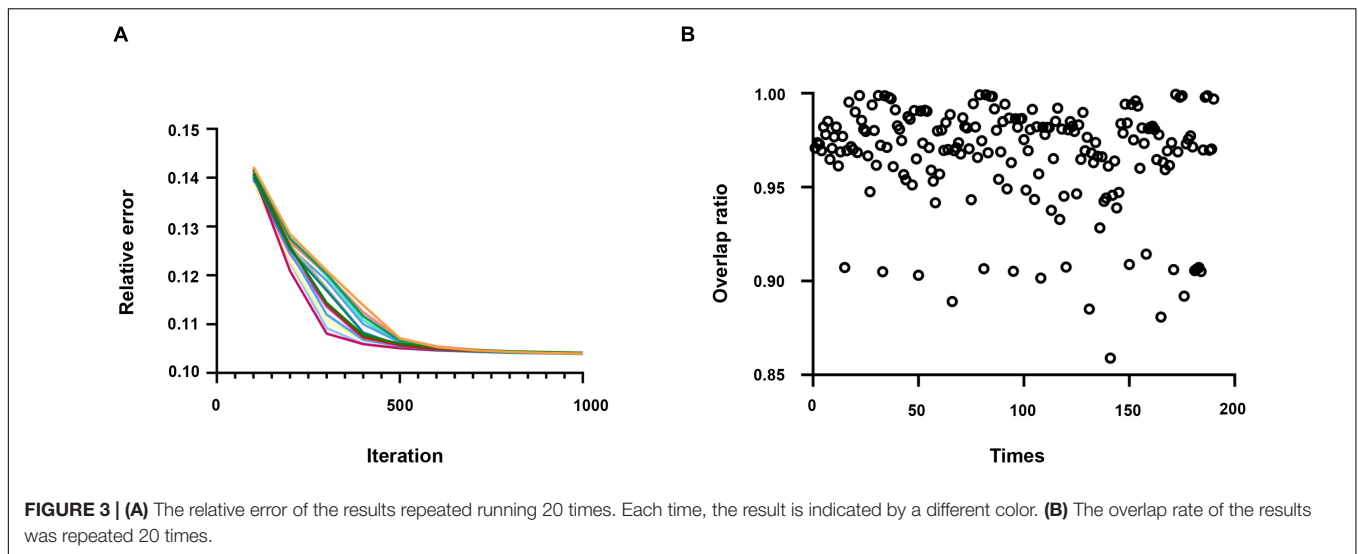 A
B
0.15
0.14
0.13
0.12
0.11
0.10
Relative error
0 500 1000
Iteration
1.00
0.95
0.90
0.85
Overlap ratio
0 50 100 150 200
Times
FIGURE 3 | (A) The relative error of the results repeated running 20 times. Each time, the result is indicated by a different color. (B) The overlap rate of the results
was repeated 20 times.